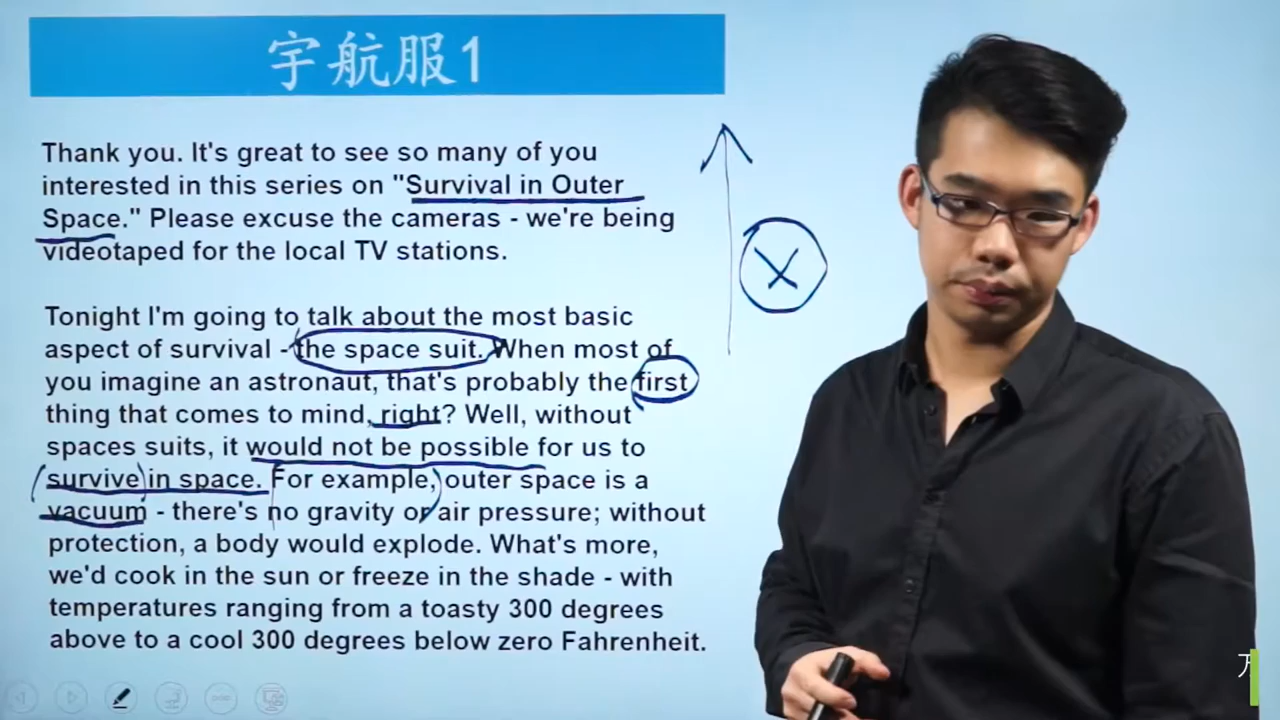 宇航服1
Thank you. It's great to see so many of you
interested in this series on "Survival in Outer
Space." Please excuse the cameras - we're being
videotaped for the local TV stations.
Tonight I'm going to talk about the most basic
aspect of survival - the space suit. When most of
you imagine an astronaut, that's probably the first
thing that comes to mind, right? Well, without
spaces suits, it would not be possible for us to
survive in space. For example, outer space is a
vacuum - there's no gravity or air pressure; without
protection, a body would explode. What's more,
we'd cook in the sun or freeze in the shade - with
temperatures ranging from a toasty 300 degrees
above to a cool 300 degrees below zero Fahrenheit.